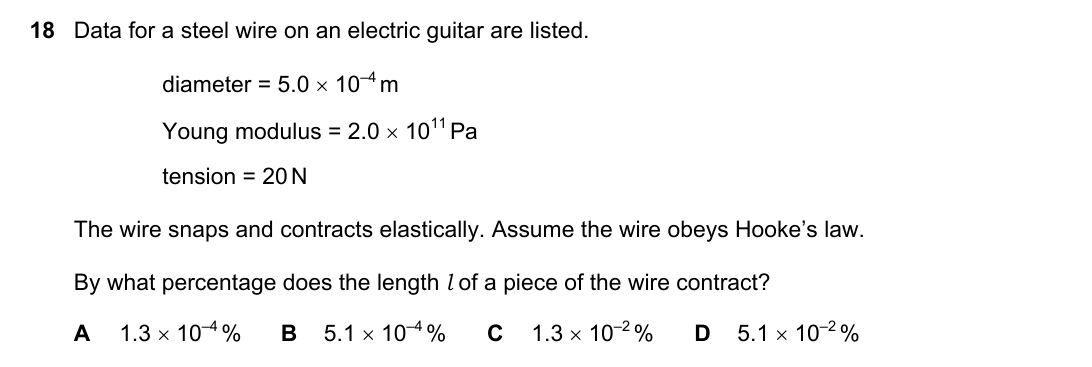 18 Data for a steel wire on an electric guitar are listed.
diameter = 5.0 × 10⁻⁴ m
Young modulus = 2.0 × 10¹¹ Pa
tension = 20 N
The wire snaps and contracts elastically. Assume the wire obeys Hooke's law.
By what percentage does the length l of a piece of the wire contract?
A 1.3 × 10⁻⁴ % B 5.1 × 10⁻⁴ % C 1.3 × 10⁻² % D 5.1 × 10⁻² %